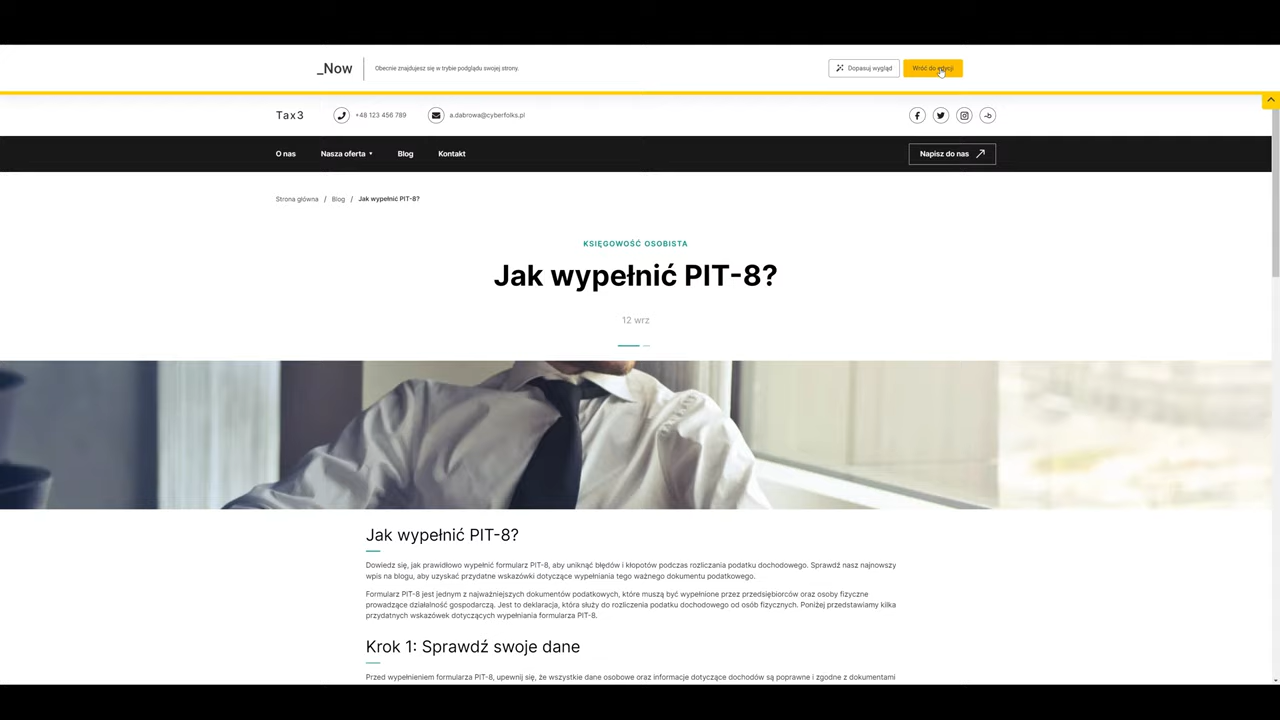 _Now
Obecnie znajdujesz się w trybie podglądu swojej strony.
Dopasuj wygląd
Wróć do edycji
Tax3
+48 123 456 789
a.dabrowa@cyberfolks.pl
O nas
Nasza oferta
Blog
Kontakt
Napisz do nas
Strona główna / Blog / Jak wypełnić PIT-8?
KSIĘGOWOŚĆ OSOBISTA
Jak wypełnić PIT-8?
12 wrz
Jak wypełnić PIT-8?
Dowiedz się, jak prawidłowo wypełnić formularz PIT-8, aby uniknąć błędów i kłopotów podczas rozliczania podatku dochodowego. Sprawdź nasz najnowszy
wpis na blogu, aby uzyskać przydatne wskazówki dotyczące wypełniania tego ważnego dokumentu podatkowego.
Formularz PIT-8 jest jednym z najważniejszych dokumentów podatkowych, które muszą być wypełnione przez przedsiębiorców oraz osoby fizyczne
prowadzące działalność gospodarczą. Jest to deklaracja, która służy do rozliczenia podatku dochodowego od osób fizycznych. Poniżej przedstawiamy kilka
przydatnych wskazówek dotyczących wypełniania formularza PIT-8.
Krok 1: Sprawdź swoje dane
Przed wypełnieniem formularza PIT-8, upewnij się, że wszystkie dane osobowe oraz informacje dotyczące dochodów są poprawne i zgodne z dokumentami